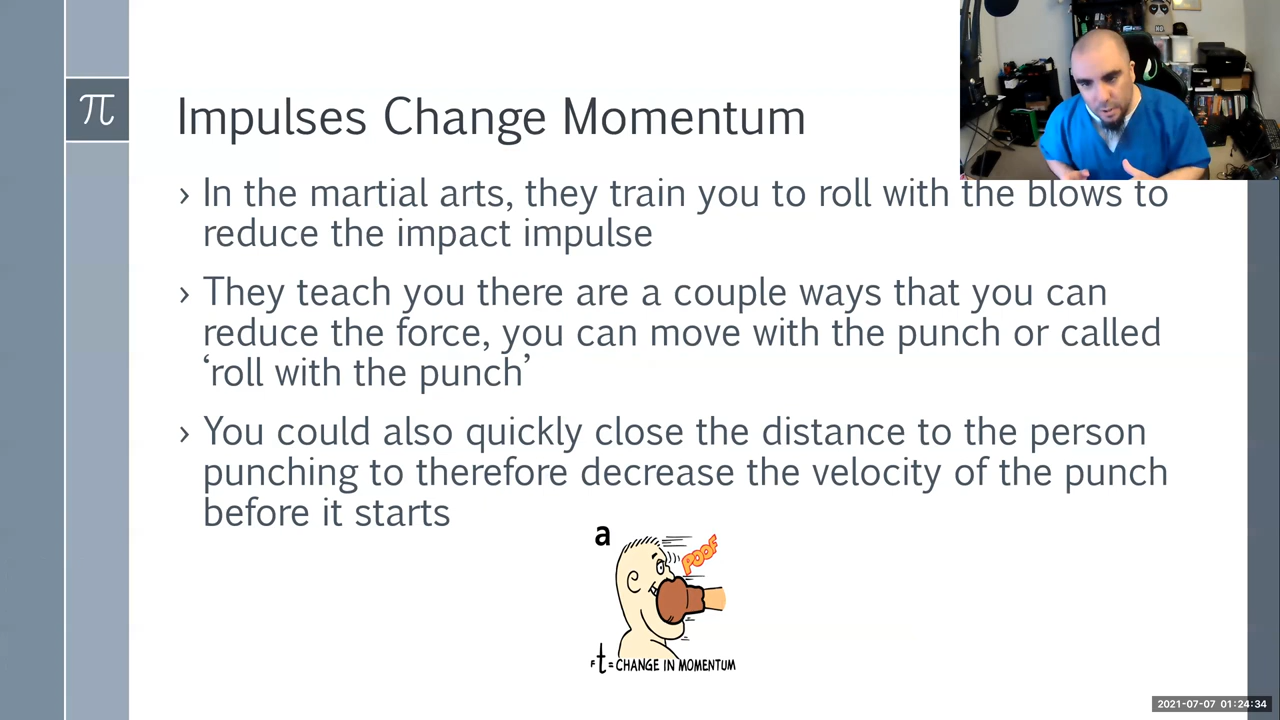 π
Impulses Change Momentum
› In the martial arts, they train you to roll with the blows to
reduce the impact impulse
› They teach you there are a couple ways that you can
reduce the force, you can move with the punch or called
‘roll with the punch’
› You could also quickly close the distance to the person
punching to therefore decrease the velocity of the punch
before it starts
a
POOF
Ft = CHANGE IN MOMENTUM
2021-07-07 01:24:34